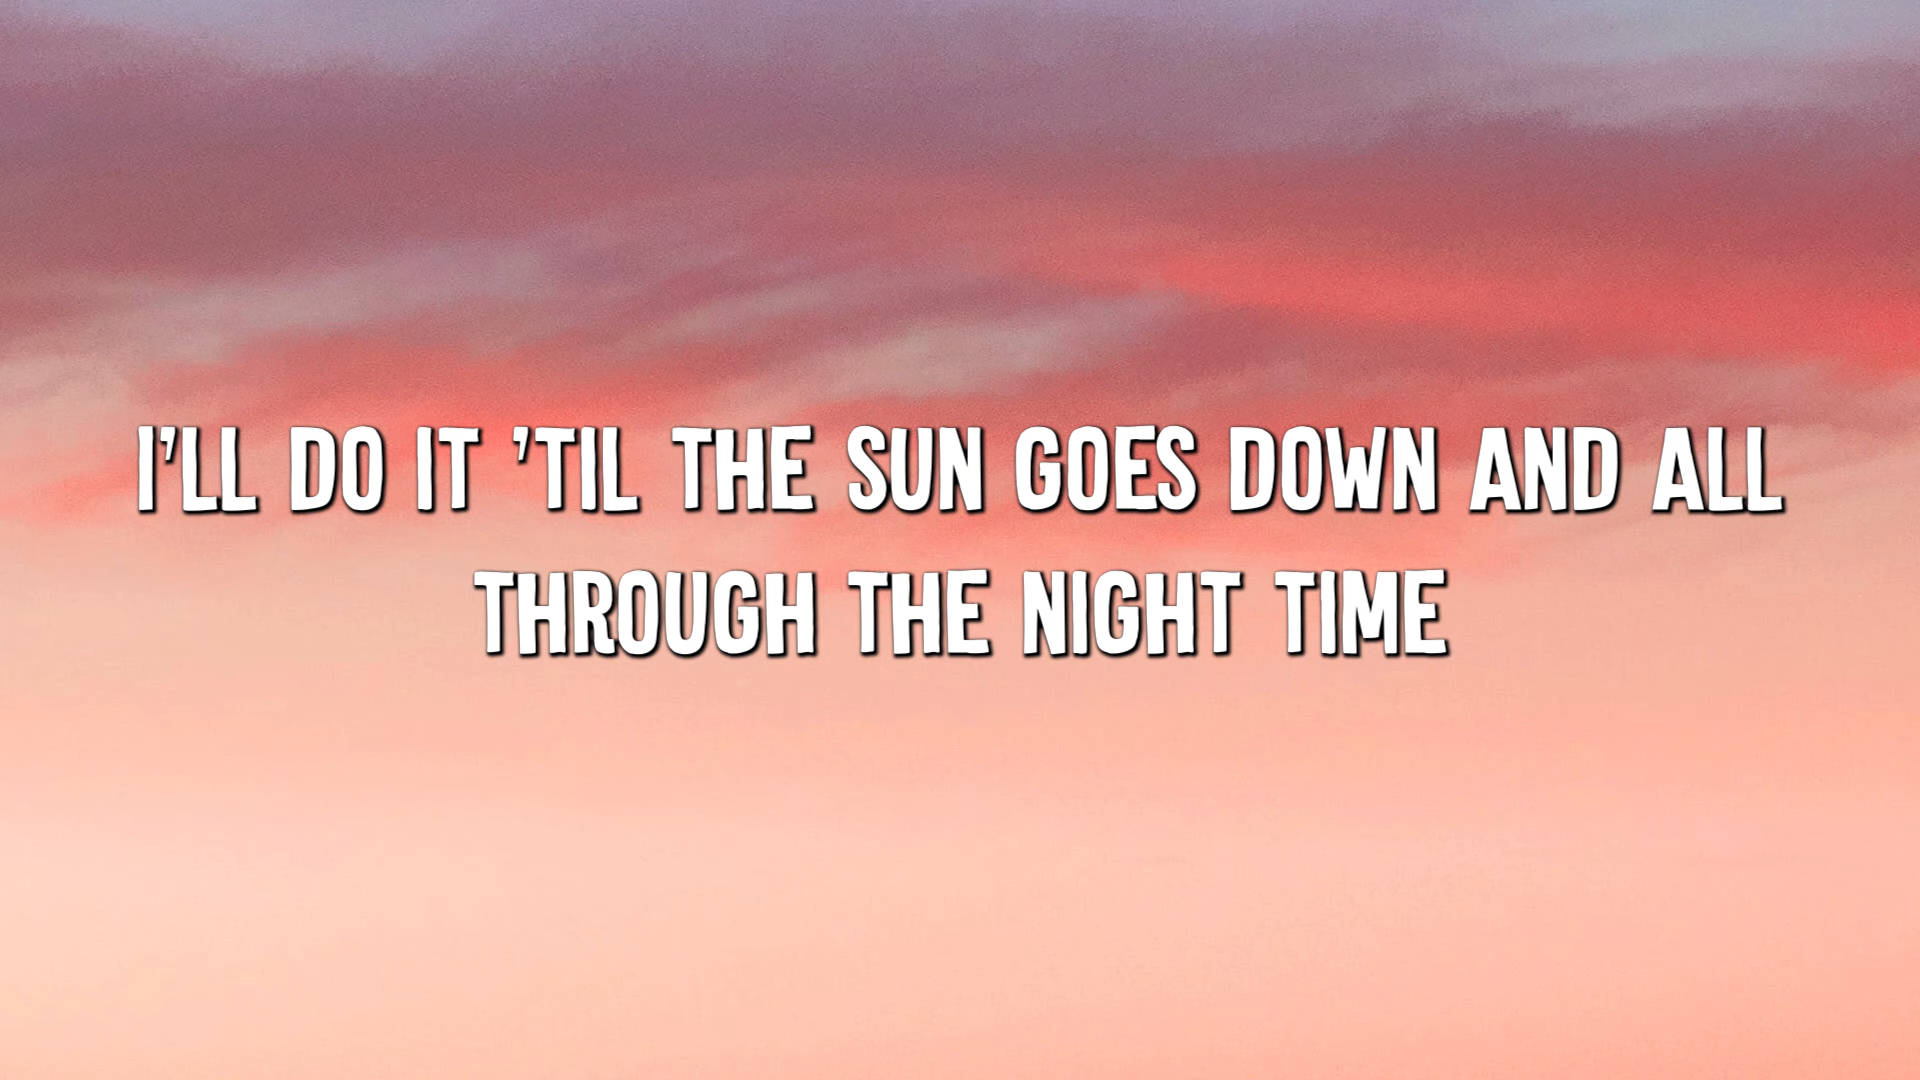 I'LL DO IT 'TIL THE SUN GOES DOWN AND ALL
THROUGH THE NIGHT TIME